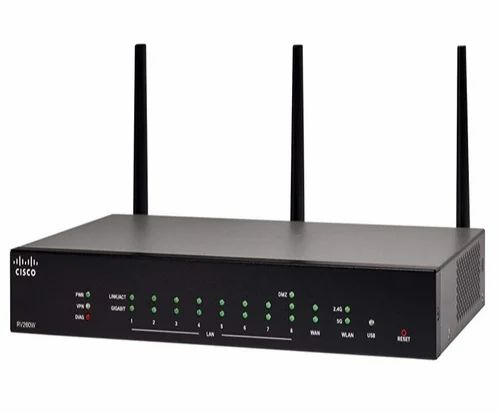 CISCO
PWR
VPN
DIAG
LINK/ACT
GIGABIT
DMZ
1 2 3 4 5 6 7 8
LAN
WAN
2.4G
5G
WLAN
USB
RESET
RV260W